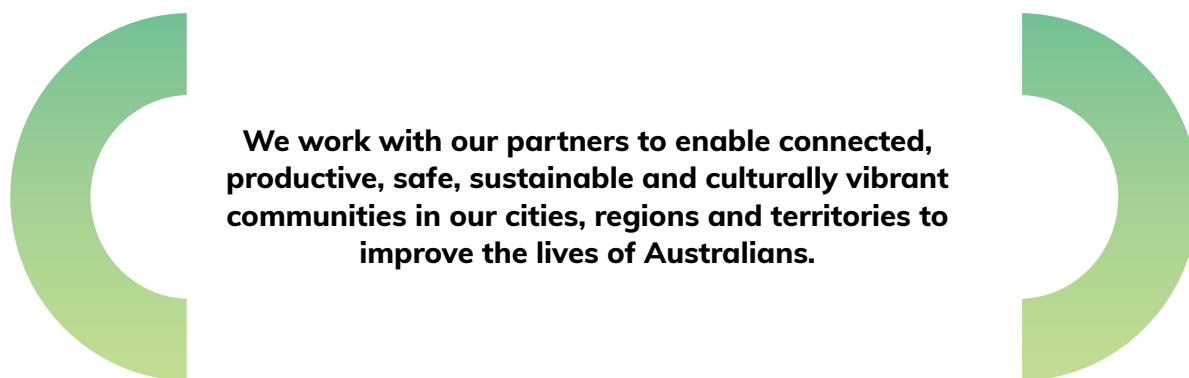 We work with our partners to enable connected,
productive, safe, sustainable and culturally vibrant
communities in our cities, regions and territories to
improve the lives of Australians.